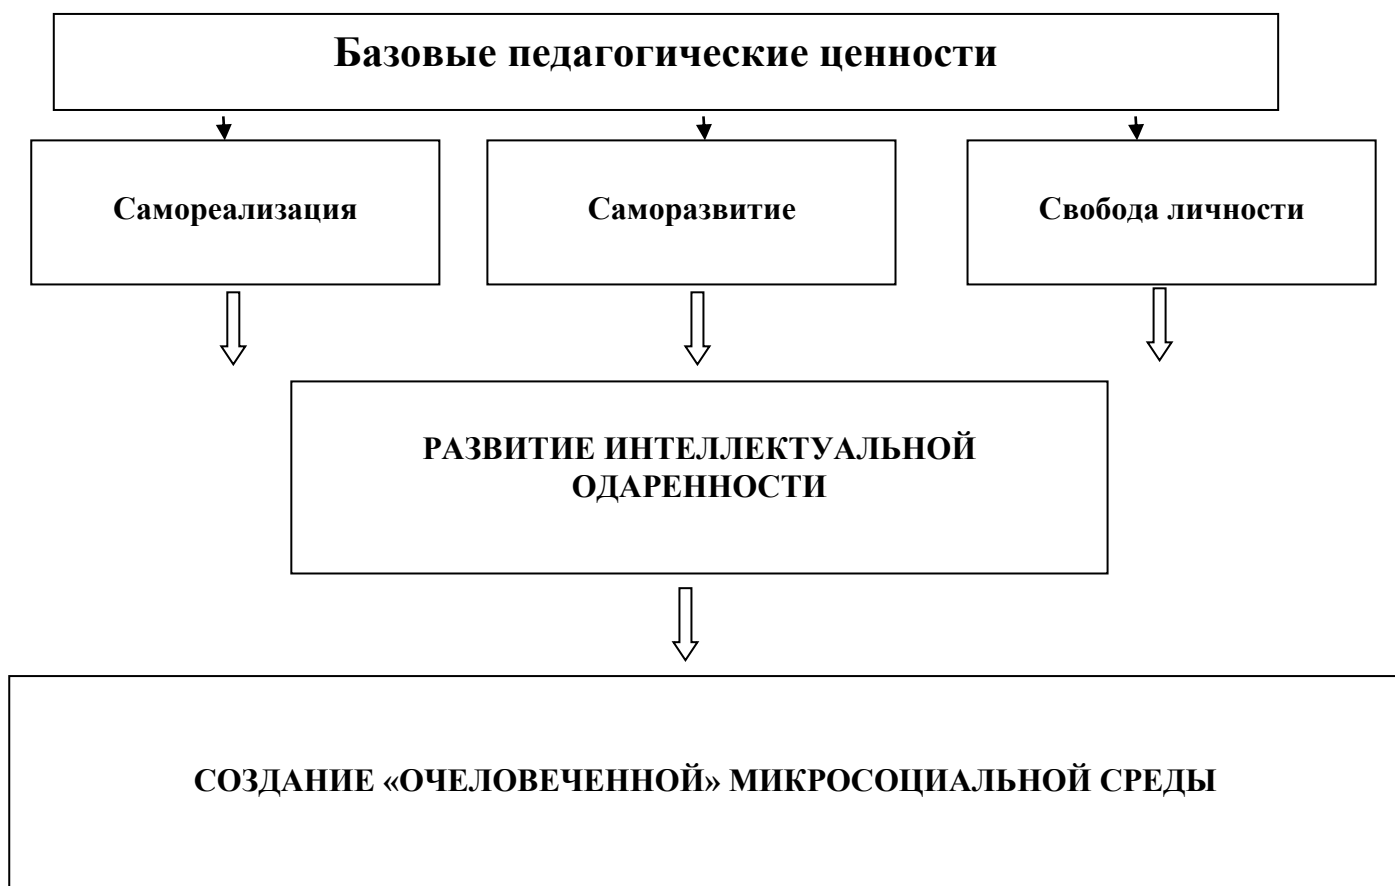 Базовые педагогические ценности
Самореализация
Саморазвитие
Свобода личности
РАЗВИТИЕ ИНТЕЛЛЕКТУАЛЬНОЙ
ОДАРЕННОСТИ
СОЗДАНИЕ «ОЧЕЛОВЕЧЕННОЙ» МИКРОСОЦИАЛЬНОЙ СРЕДЫ